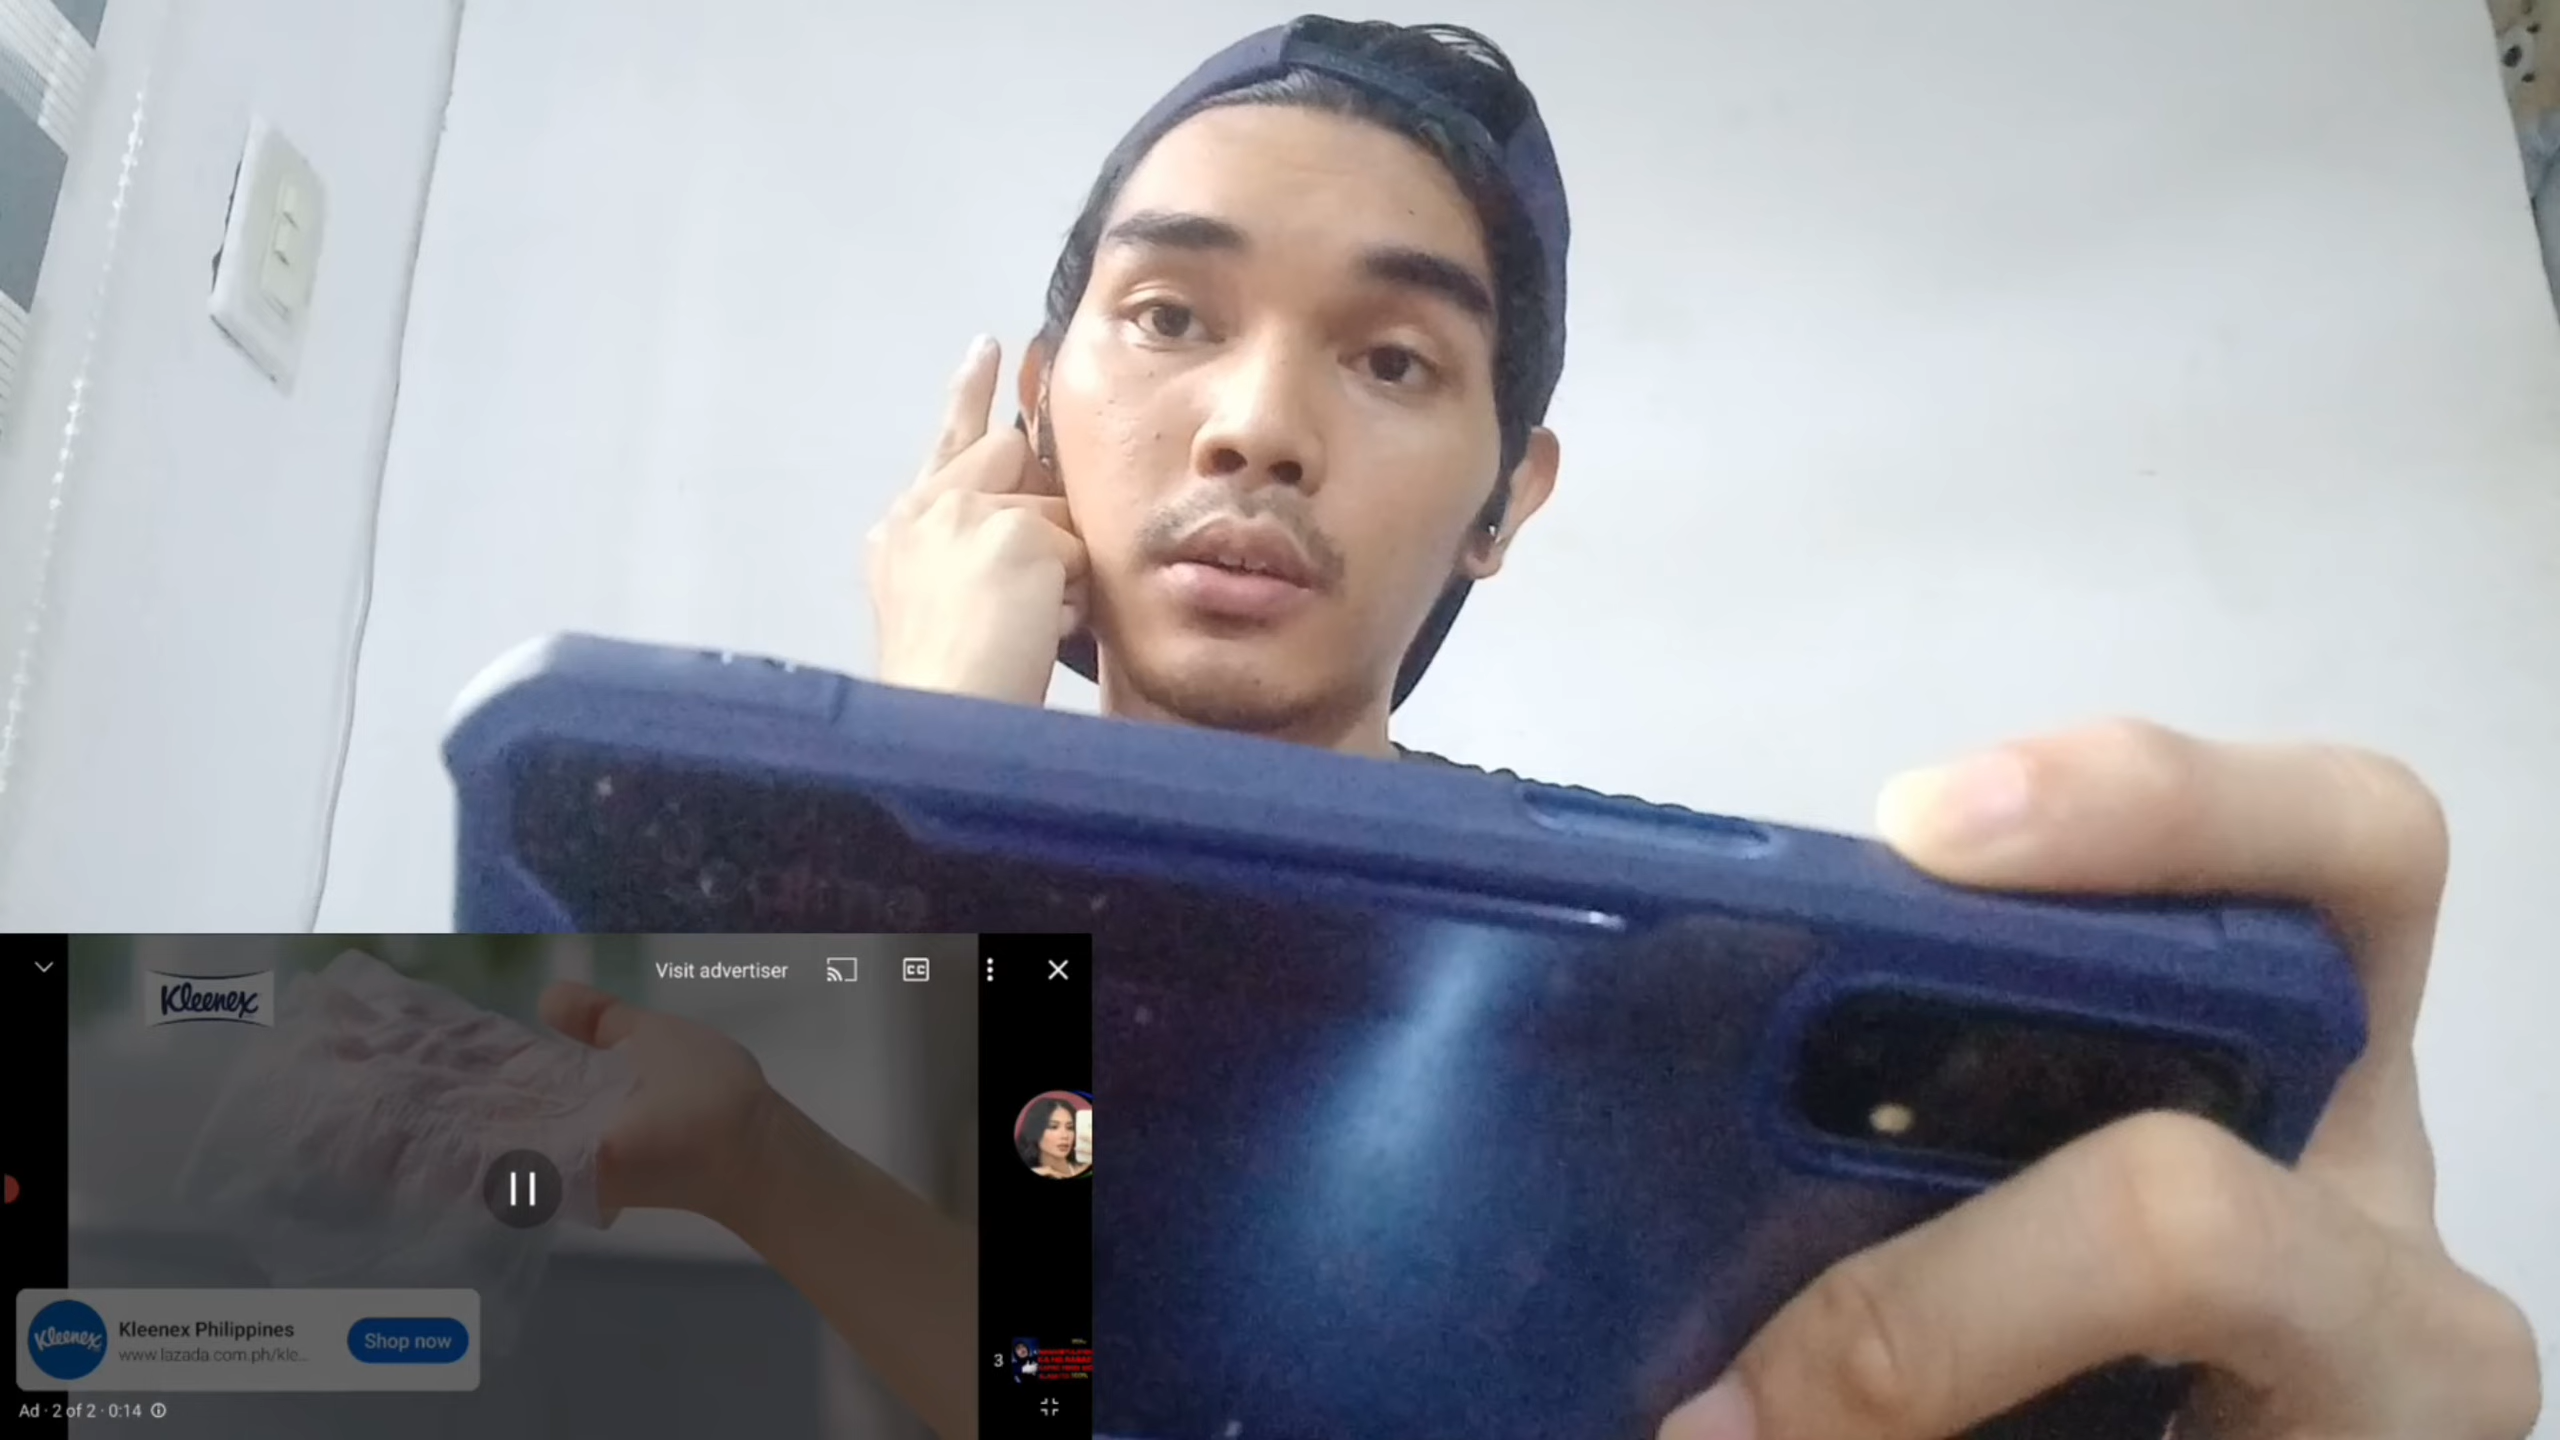 Visit advertiser
CC
Kleenex
Kleenex
Kleenex Philippines
www.lazada.com.ph/kle...
Shop now
Ad · 2 of 2 · 0:14
3